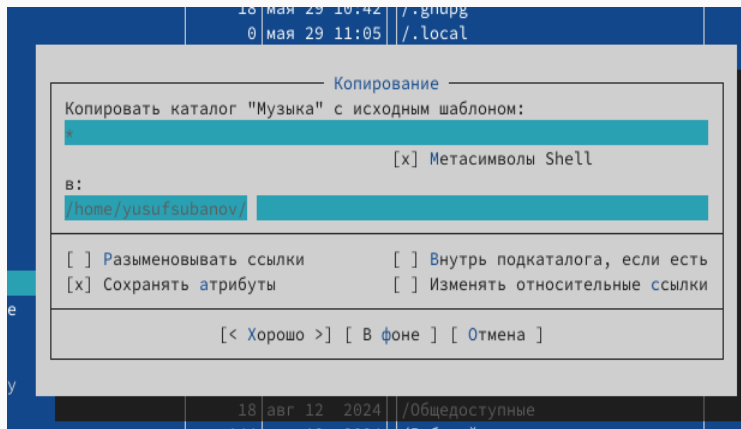 18 мая 29 10:42 /.gnupg
0 мая 29 11:05 /.local
Копирование
Копировать каталог "Музыка" с исходным шаблоном:
*
[x] Метасимволы Shell
в:
/home/yusufsubanov/
[ ] Разыменовывать ссылки [ ] Внутрь подкаталога, если есть
[x] Сохранять атрибуты [ ] Изменять относительные ссылки
е
[< Хорошо >] [ В фоне ] [ Отмена ]
у
18 авг 12 2024 /Общедоступные